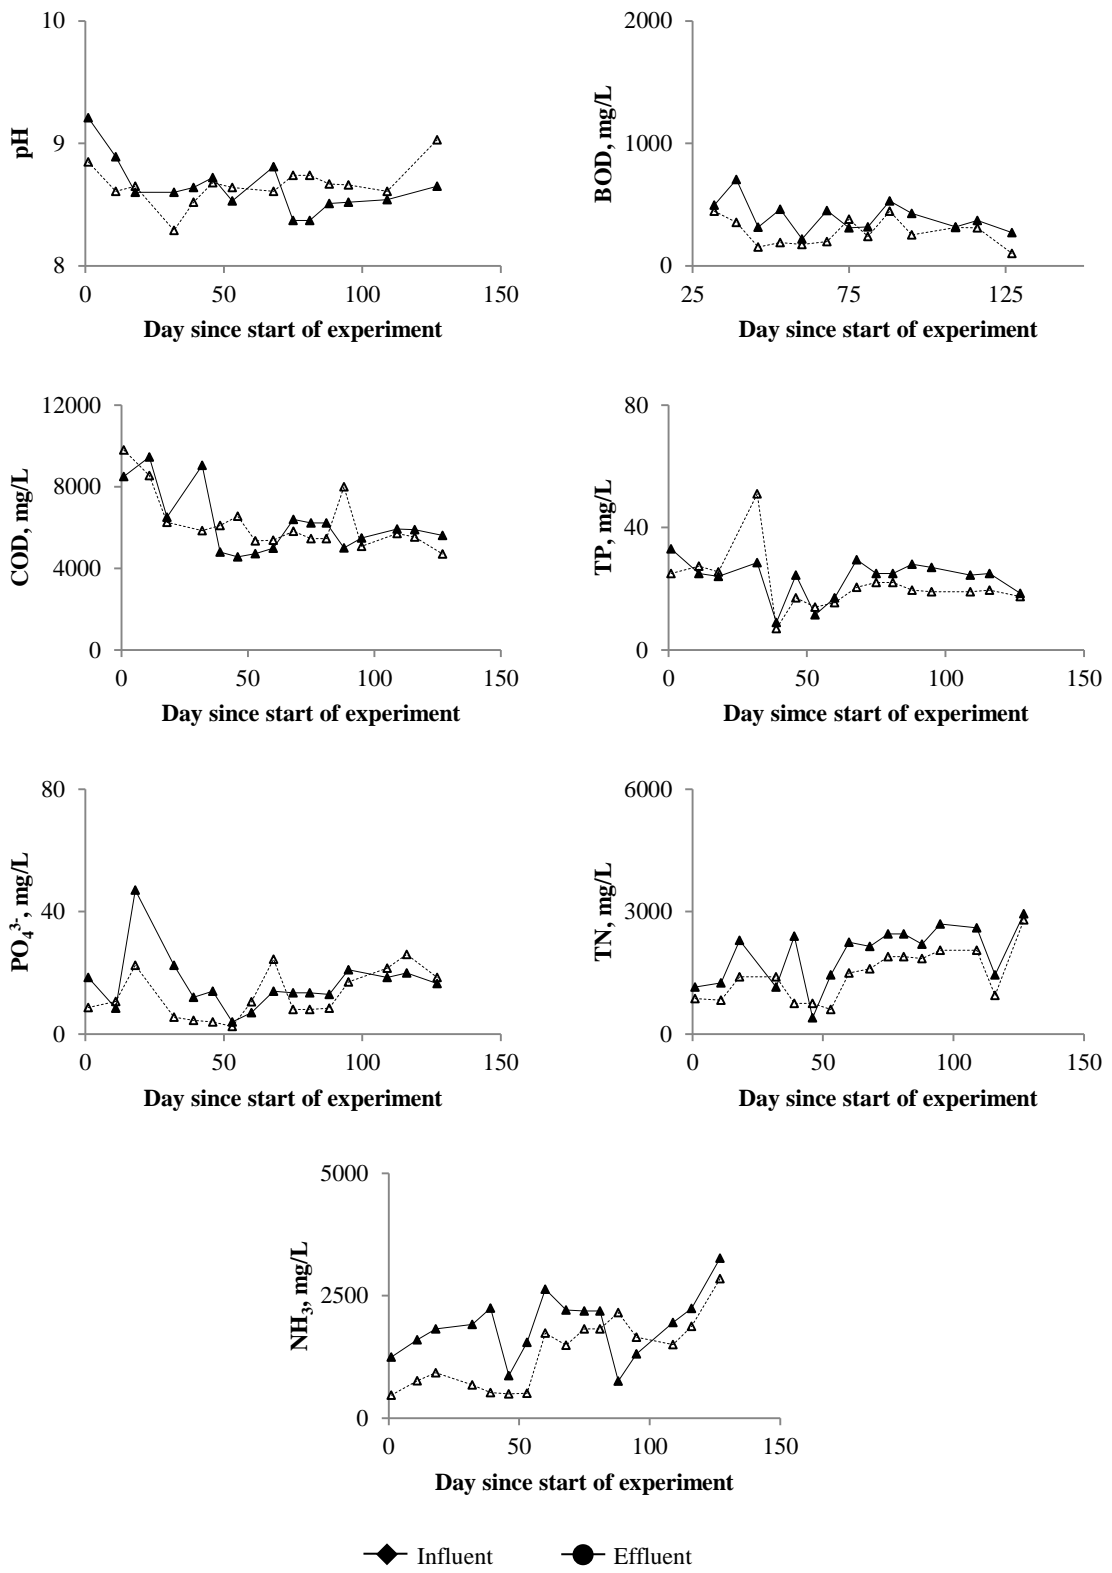 10
9
8
pH
0 50 100 150
Day since start of experiment
2000
1000
0
BOD, mg/L
25 75 125
Day since start of experiment
12000
8000
4000
0
COD, mg/L
0 50 100 150
Day since start of experiment
80
40
0
TP, mg/L
0 50 100 150
Day simce start of experiment
80
40
0
PO₄³⁻, mg/L
0 50 100 150
Day since start of experiment
6000
3000
0
TN, mg/L
0 50 100 150
Day since start of experiment
5000
2500
0
NH₃, mg/L
0 50 100 150
Day since start of experiment
Influent Effluent